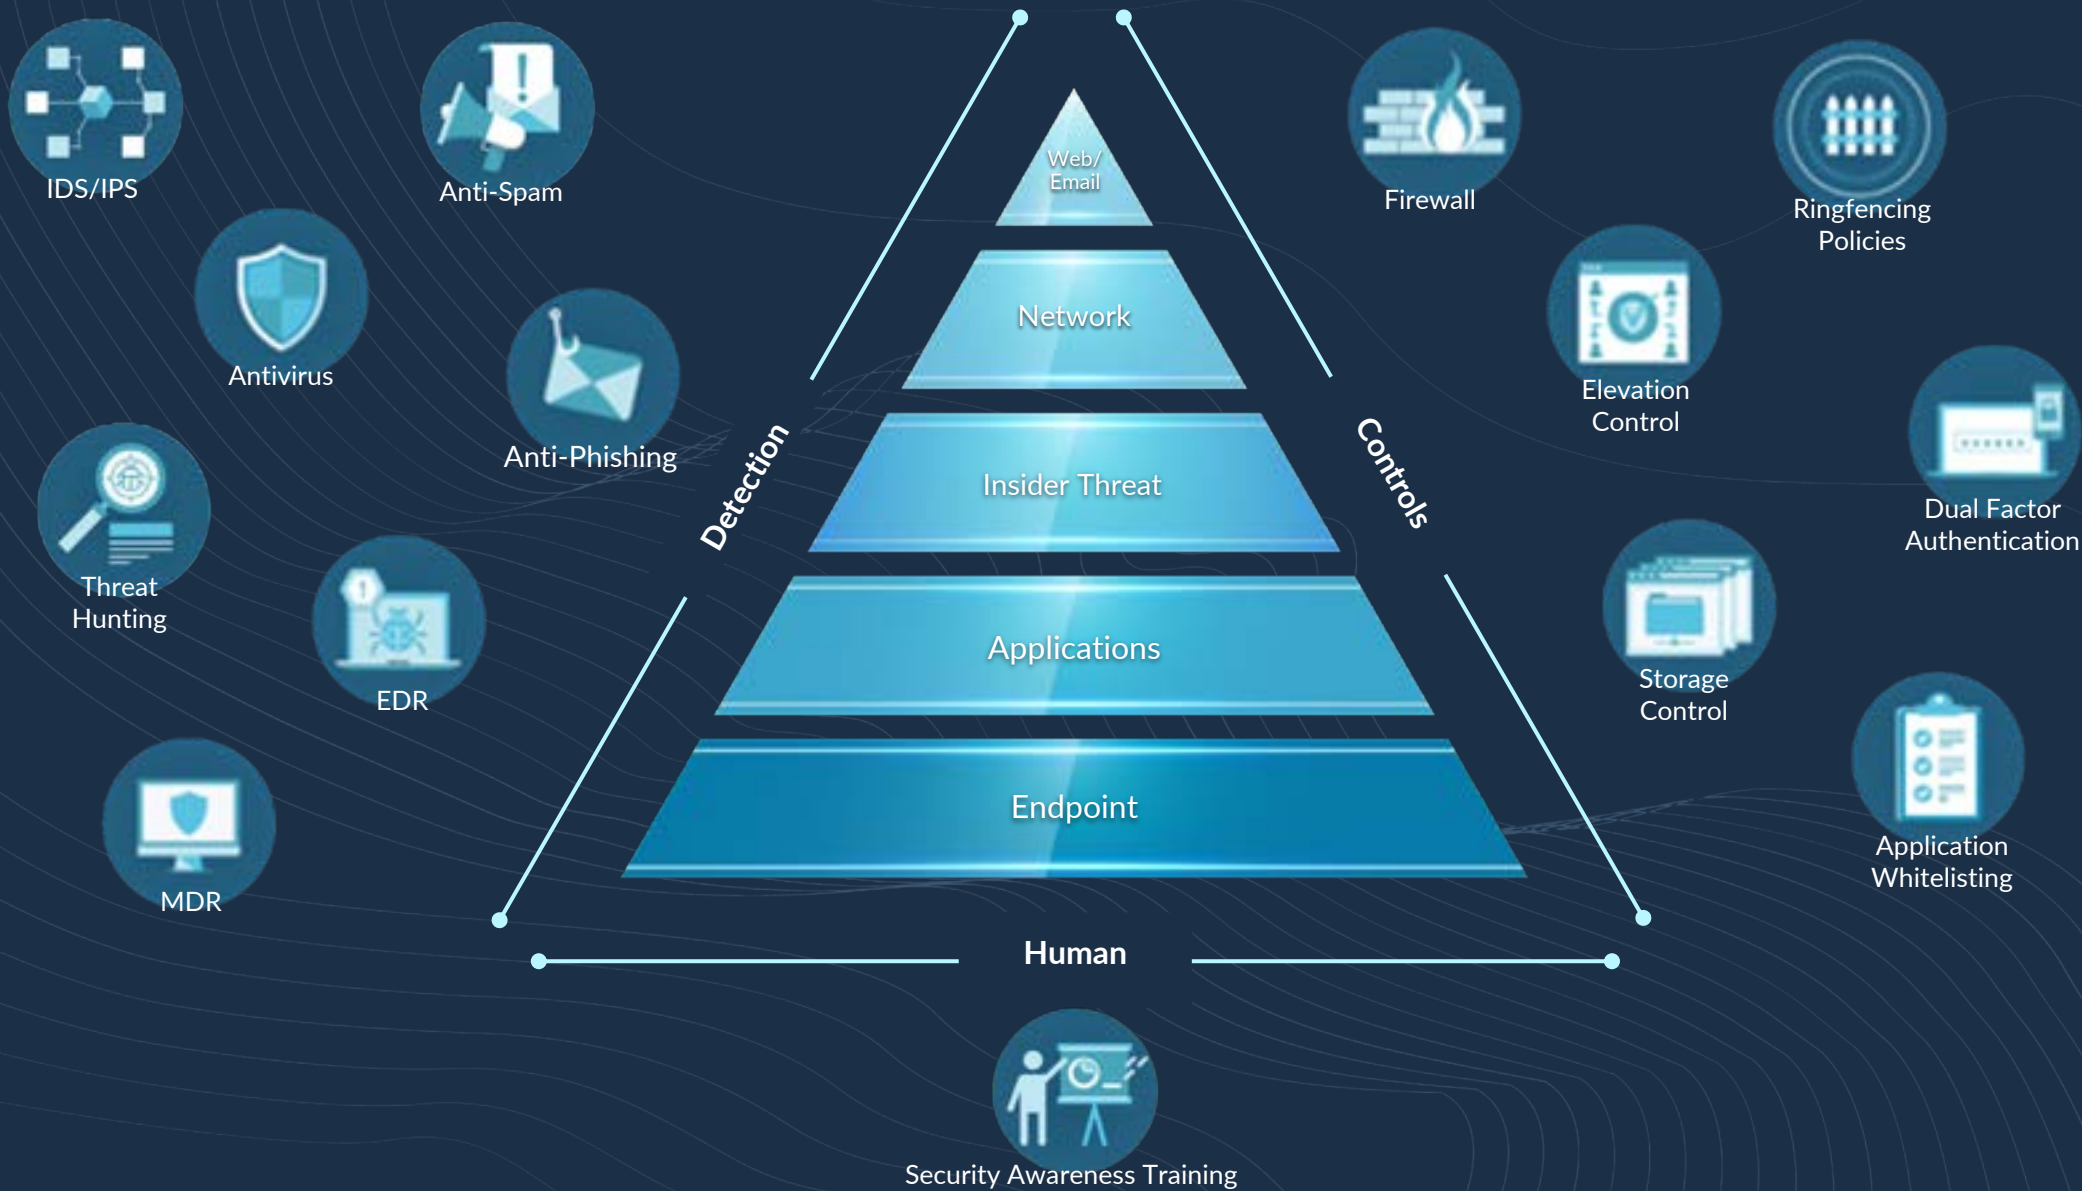 IDS/IPS
Anti-Spam
Antivirus
Anti-Phishing
Threat
Hunting
EDR
MDR
Detection
Web/
Email
Network
Insider Threat
Applications
Endpoint
Controls
Firewall
Ringfencing
Policies
Elevation
Control
Dual Factor
Authentication
Storage
Control
Application
Whitelisting
Human
Security Awareness Training